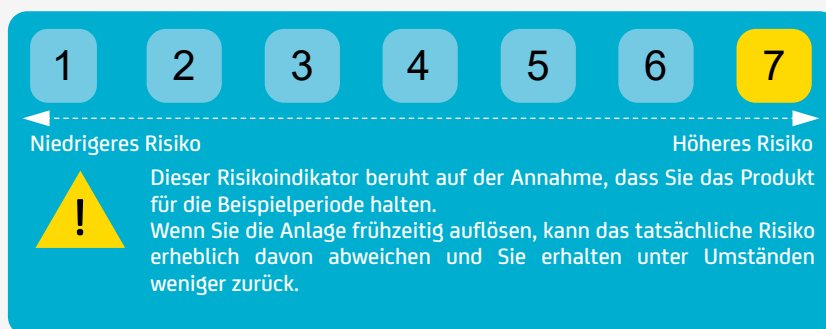 1 2 3 4 5 6 7
Niedrigeres Risiko Höheres Risiko
!
Dieser Risikoindikator beruht auf der Annahme, dass Sie das Produkt
für die Beispielperiode halten.
Wenn Sie die Anlage frühzeitig auflösen, kann das tatsächliche Risiko
erheblich davon abweichen und Sie erhalten unter Umständen
weniger zurück.